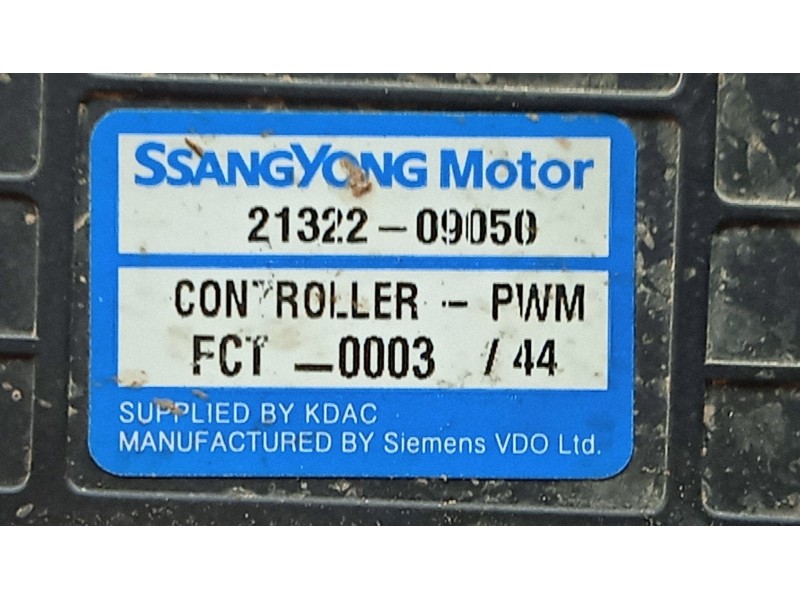 SSANGYONG Motor
21322-09050
CONTROLLER - PWM
FCT -0003 /44
SUPPLIED BY KDAC
MANUFACTURED BY Siemens VDO Ltd.